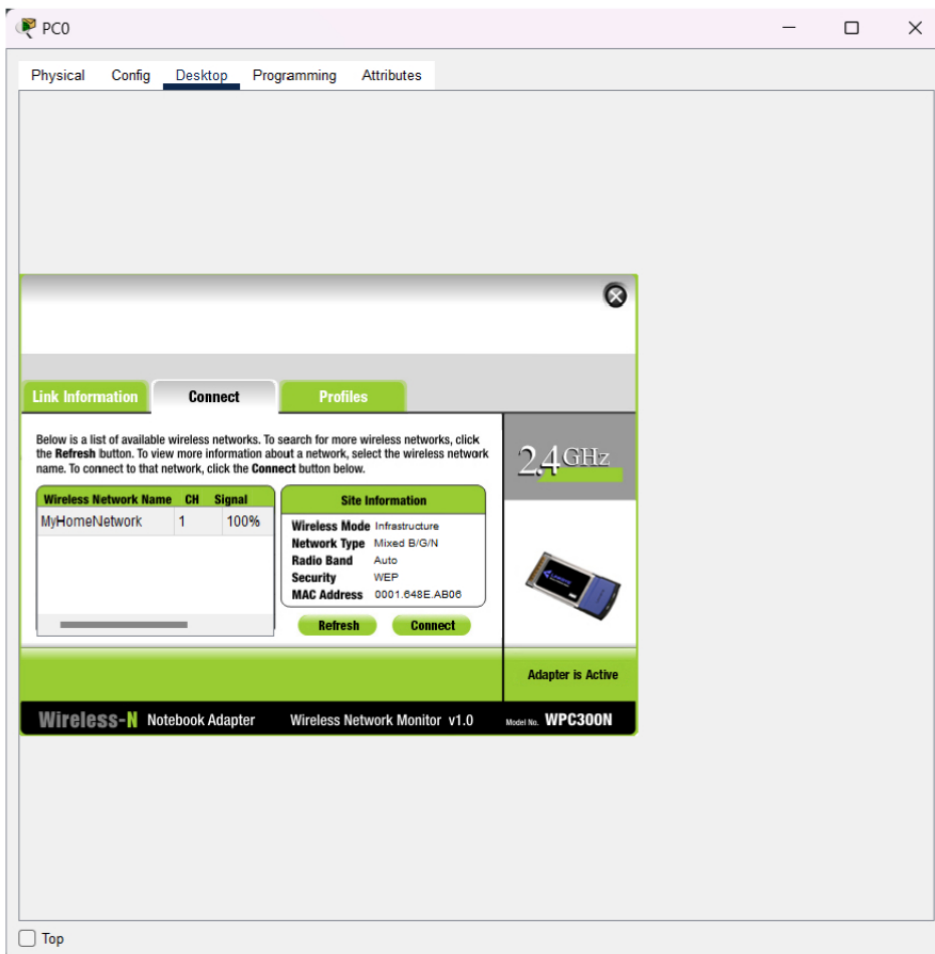 PC0
Physical Config Desktop Programming Attributes
Link Information Connect Profiles
Below is a list of available wireless networks. To search for more wireless networks, click
the Refresh button. To view more information about a network, select the wireless network
name. To connect to that network, click the Connect button below.
2.4GHz
Wireless Network Name CH Signal
MyHomeNetwork 1 100%
Site Information
Wireless Mode Infrastructure
Network Type Mixed B/G/N
Radio Band Auto
Security WEP
MAC Address 0001.648E.AB06
Refresh Connect
Adapter is Active
Wireless-N Notebook Adapter Wireless Network Monitor v1.0 Model No. WPC300N
Top